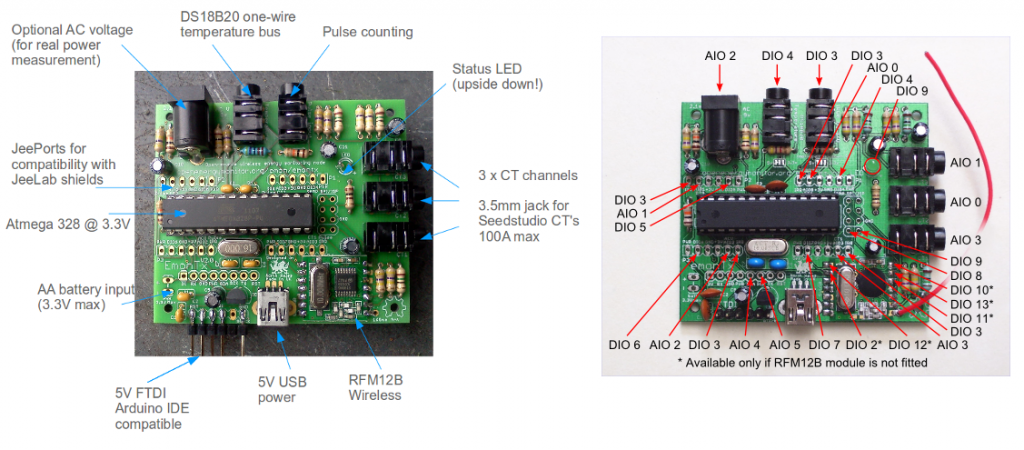 DS18B20 one-wire
temperature bus
Optional AC voltage
(for real power
measurement)
Pulse counting
Status LED
(upside down!)
JeePorts for
compatibility with
JeeLab shields
3 x CT channels
Atmega 328 @ 3.3V
3.5mm jack for
Seedstudio CT's
100A max
AA battery input
(3.3V max)
5V FTDI
Arduino IDE
compatible
5V USB
power
RFM12B
Wireless
AIO 2
DIO 4
DIO 3
DIO 3
AIO 0
DIO 4
DIO 9
AIO 1
DIO 3
AIO 1
DIO 5
AIO 0
AIO 3
DIO 9
DIO 8
DIO 10*
DIO 13*
DIO 11*
DIO 3
DIO 6
AIO 2
DIO 3
AIO 4
AIO 5
DIO 7
DIO 2*
DIO 12*
AIO 3
* Available only if RFM12B module is not fitted